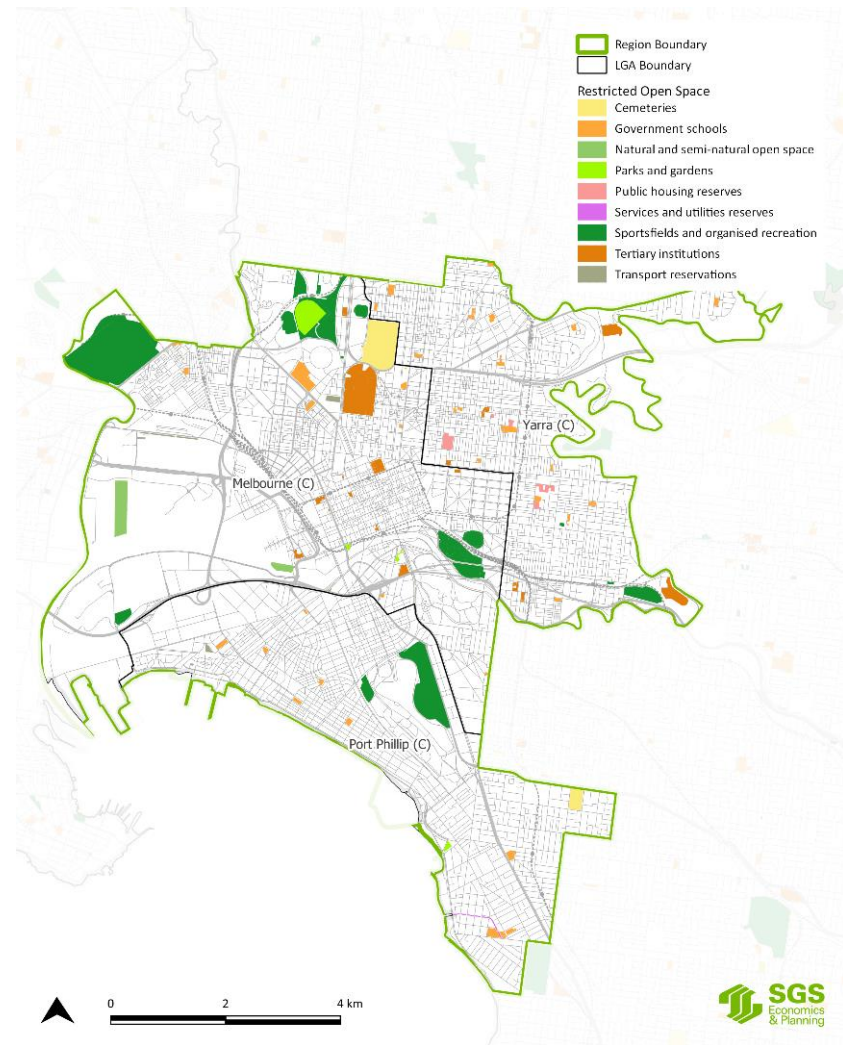 Region Boundary
LGA Boundary
Restricted Open Space
Cemeteries
Government schools
Natural and semi-natural open space
Parks and gardens
Public housing reserves
Services and utilities reserves
Sportsfields and organised recreation
Tertiary institutions
Transport reservations
Yarra (C)
Melbourne (C)
Port Phillip (C)
0 2 4 km
SGS
Economics
& Planning